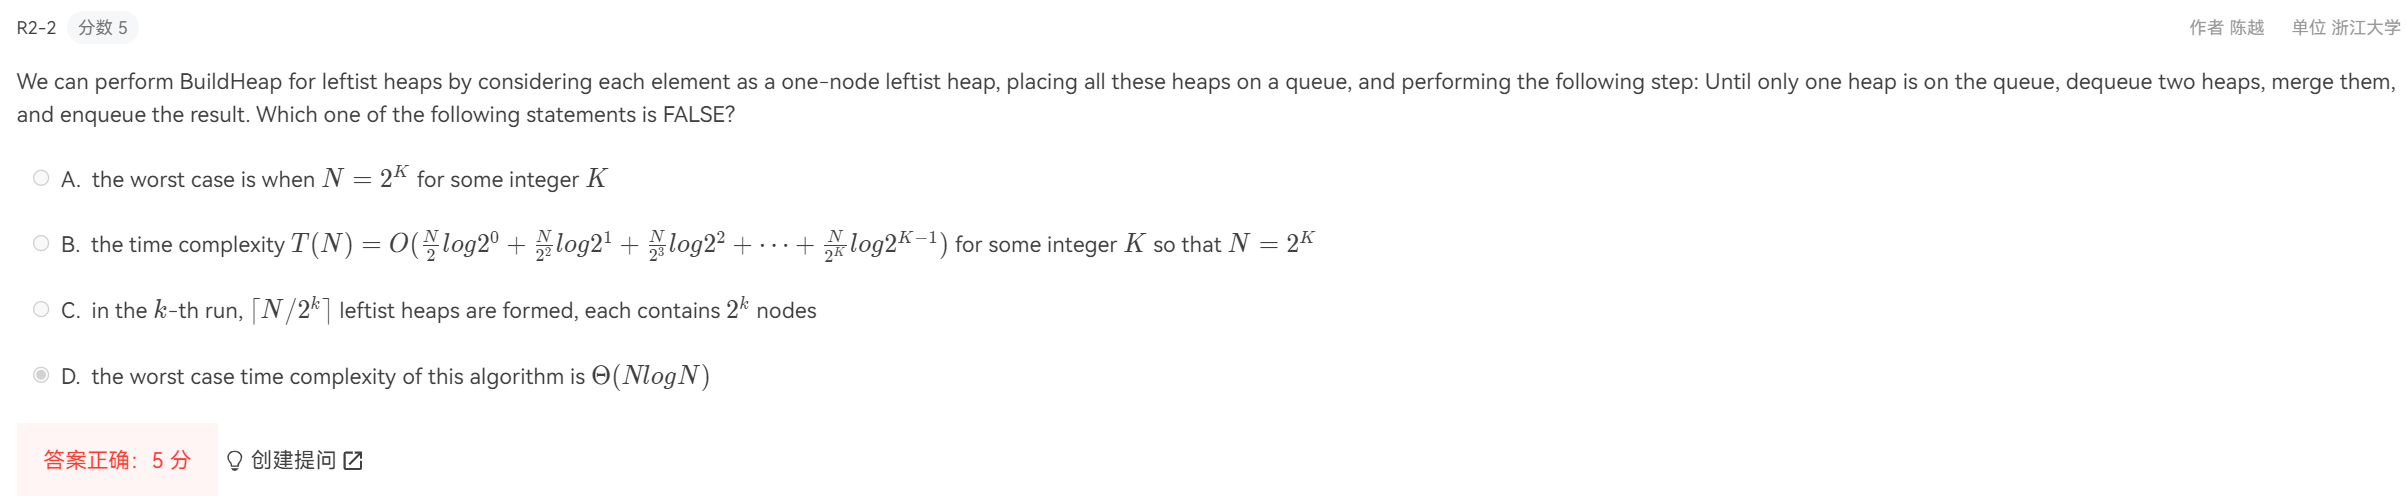 R2-2 分数 5 作者 陈越 单位 浙江大学
We can perform BuildHeap for leftist heaps by considering each element as a one-node leftist heap, placing all these heaps on a queue, and performing the following step: Until only one heap is on the queue, dequeue two heaps, merge them,
and enqueue the result. Which one of the following statements is FALSE?
A. the worst case is when $N = 2^K$ for some integer $K$
B. the time complexity $T(N) = O(\frac{N}{2}log2^0 + \frac{N}{2^2}log2^1 + \frac{N}{2^3}log2^2 + \cdots + \frac{N}{2^K}log2^{K-1})$ for some integer $K$ so that $N = 2^K$
C. in the $k$-th run, $\lceil N/2^k \rceil$ leftist heaps are formed, each contains $2^k$ nodes
D. the worst case time complexity of this algorithm is $\Theta(NlogN)$
答案正确：5 分 创建提问